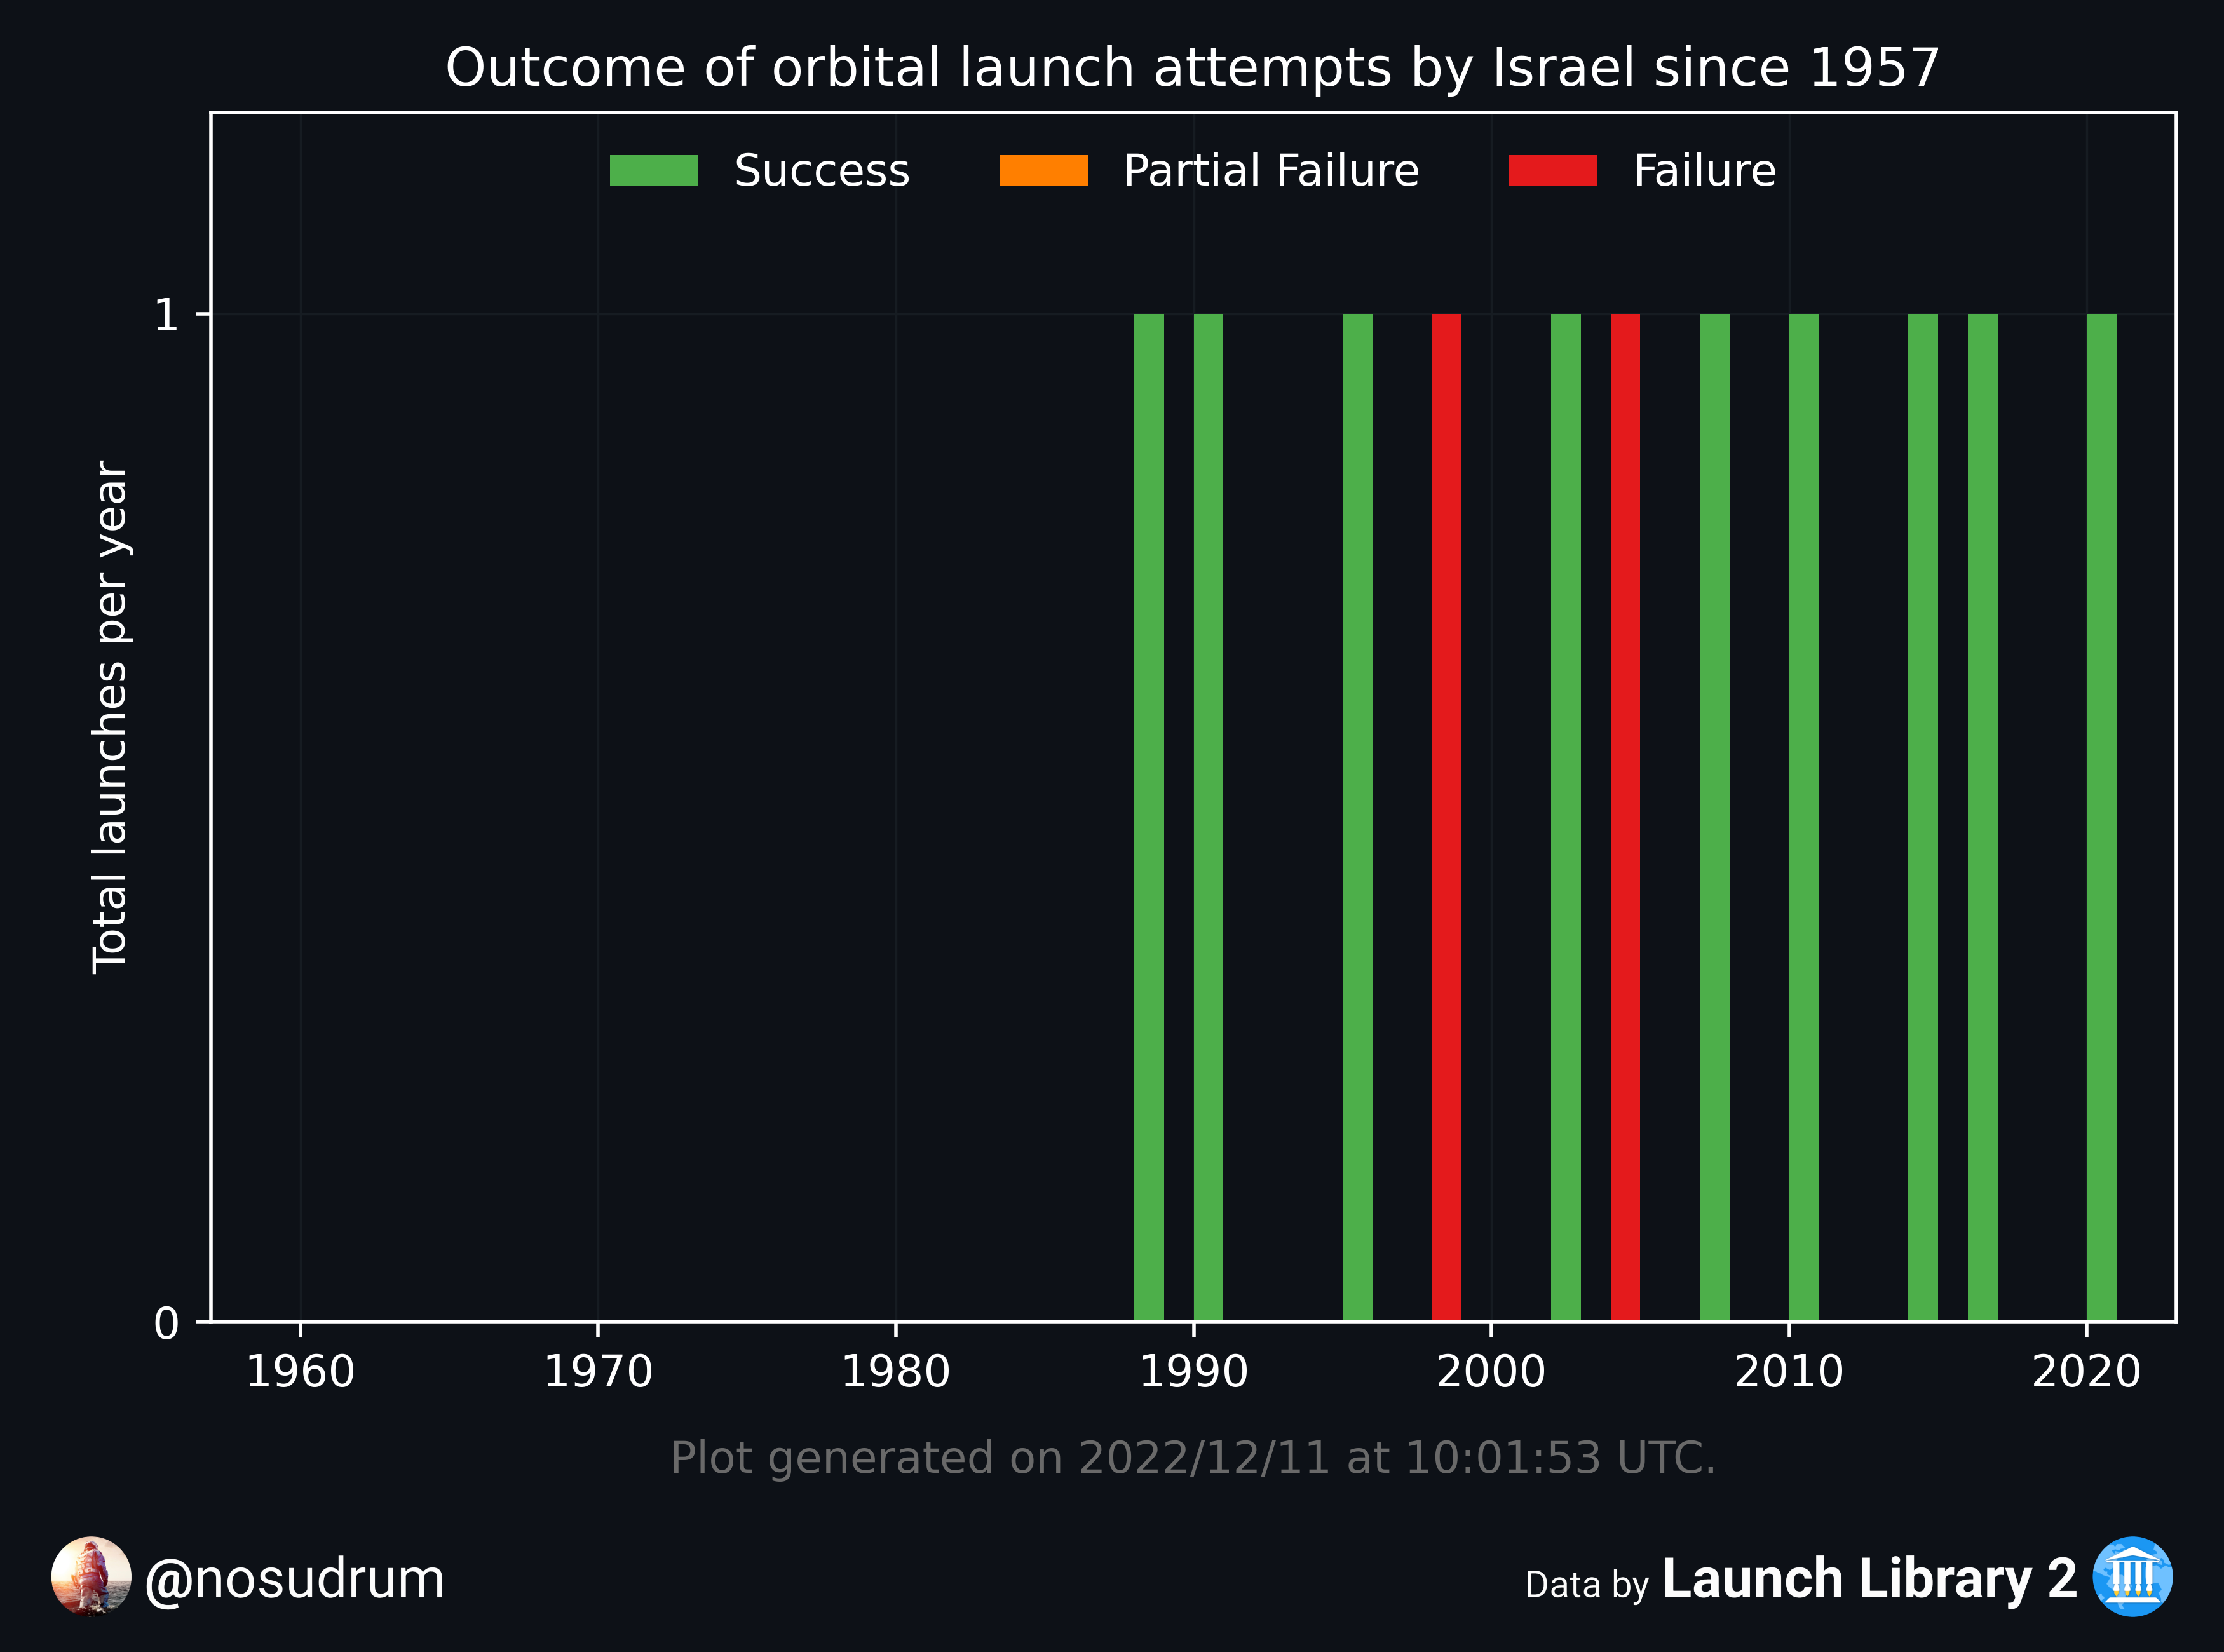 Outcome of orbital launch attempts by Israel since 1957
Success Partial Failure Failure
Total launches per year
1
0
1960 1970 1980 1990 2000 2010 2020
Plot generated on 2022/12/11 at 10:01:53 UTC.
@nosudrum
Data by Launch Library 2